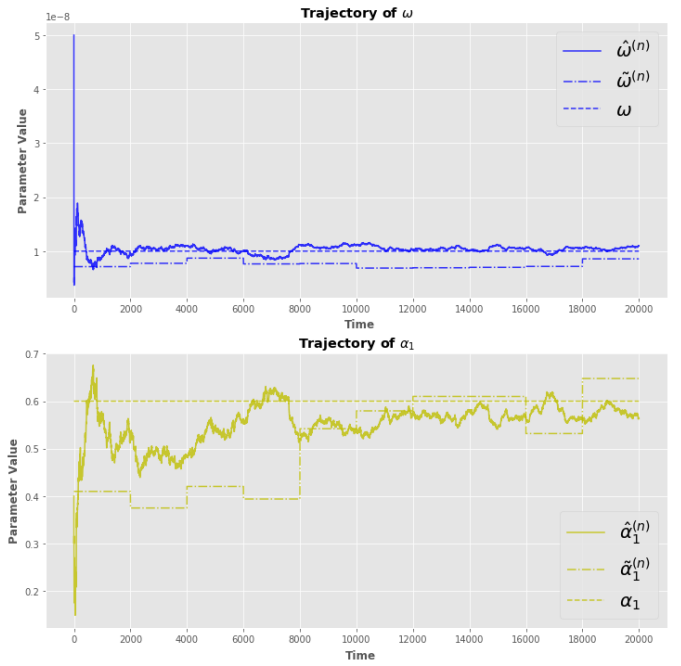 Trajectory of ω
1e−8
5
4
3
2
1
Parameter Value
ω̂⁽ⁿ⁾
ω̃⁽ⁿ⁾
ω
0 2000 4000 6000 8000 10000 12000 14000 16000 18000 20000
Time
Trajectory of α₁
0.7
0.6
0.5
0.4
0.3
0.2
Parameter Value
α̂₁⁽ⁿ⁾
α̃₁⁽ⁿ⁾
α₁
0 2000 4000 6000 8000 10000 12000 14000 16000 18000 20000
Time